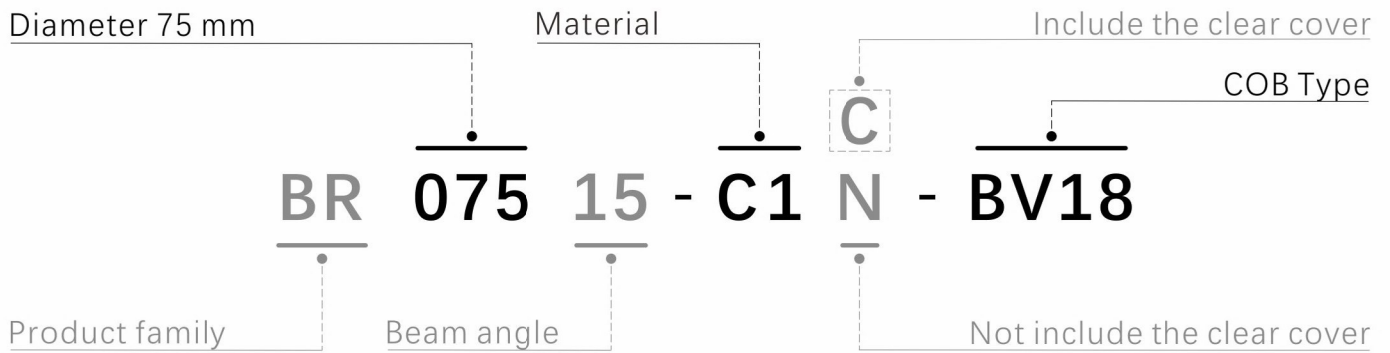 Diameter 75 mm
Material
Include the clear cover
COB Type
C
BR 075 15 - C1 N - BV18
Product family
Beam angle
Not include the clear cover